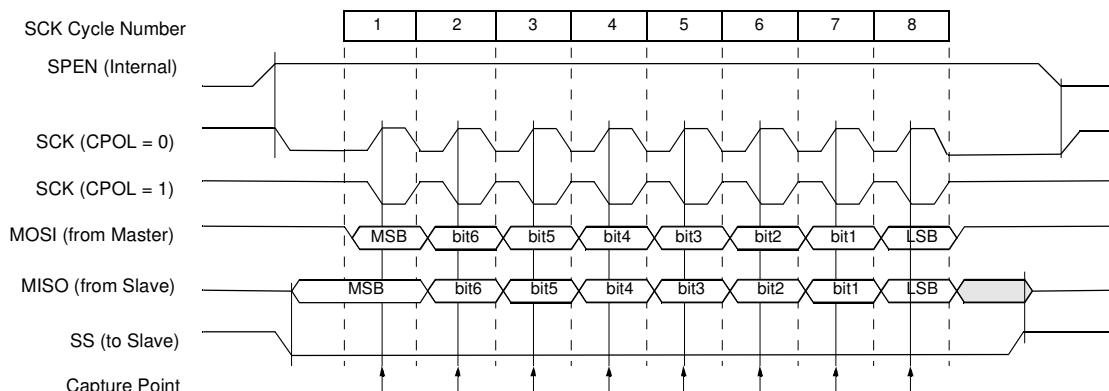 SCK Cycle Number 1 2 3 4 5 6 7 8
SPEN (Internal)
SCK (CPOL = 0)
SCK (CPOL = 1)
MOSI (from Master) MSB bit6 bit5 bit4 bit3 bit2 bit1 LSB
MISO (from Slave) MSB bit6 bit5 bit4 bit3 bit2 bit1 LSB
SS (to Slave)
Capture Point